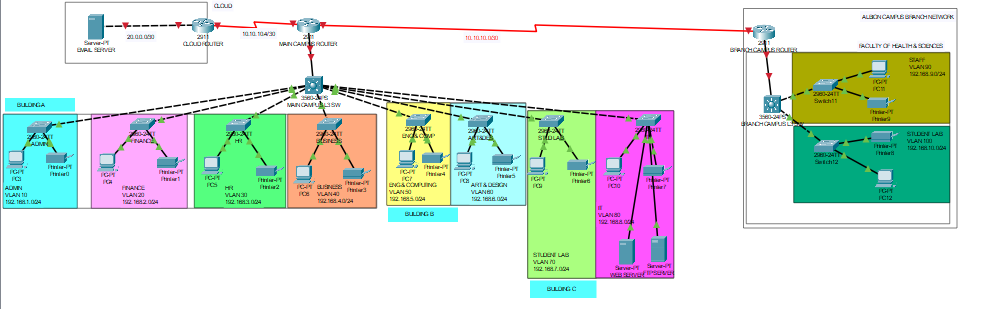 CLOUD
Server-PT
EMAIL SERVER
20.0.0.0/30
2911
CLOUD ROUTER
10.10.10.4/30
2911
MAIN CAMPUS ROUTER
10.10.10.0/30
ALBION CAMPUS BRANCH NETWORK
2911
BRANCH CAMPUS ROUTER
FACULTY OF HEALTH & SCIENCES
STAFF
VLAN 90
192.168.9.0/24
PC-PT
PC11
2960-24TT
Switch11
Printer-PT
Printer9
3560-24PS
STUDENT LAB
VLAN 100
192.168.10.0/24
Printer-PT
Printer8
2960-24TT
Switch12
PC-PT
PC12
3560-24PS
MAIN CAMPUS L3 SW
BUILDING A
2960-24TT
ADMIN
PC-PT
PC3
Printer-PT
Printer0
ADMIN
VLAN 10
192.168.1.0/24
2960-24TT
FINANCE
PC-PT
PC4
Printer-PT
Printer1
FINANCE
VLAN 20
192.168.2.0/24
2960-24TT
HR
PC-PT
PC5
Printer-PT
Printer2
HR
VLAN 30
192.168.3.0/24
2960-24TT
BUSINESS
PC-PT
PC6
Printer-PT
Printer3
BUSINESS
VLAN 40
192.168.4.0/24
2960-24TT
ENG & COMP
PC-PT
PC7
Printer-PT
Printer4
ENG & COMPUTING
VLAN 50
192.168.5.0/24
BUILDING B
2960-24TT
ART&DES
PC-PT
PC8
Printer-PT
Printer5
ART & DESIGN
VLAN 60
192.168.6.0/24
2960-24TT
STUD LAB
PC-PT
PC9
Printer-PT
Printer6
STUDENT LAB
VLAN 70
192.168.7.0/24
2960-24TT
PC-PT
PC10
Printer-PT
Printer7
IT
VLAN 80
192.168.8.0/24
Server-PT
WEB SERVER
Server-PT
FTP SERVER
BUILDING C